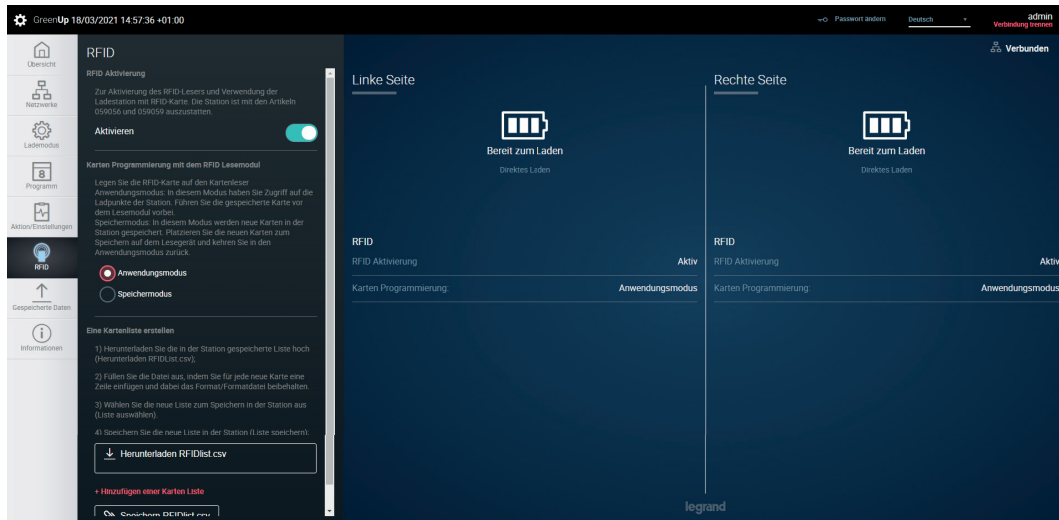 GreenUp 18/03/2021 14:57:36 +01:00
Passwort ändern
Deutsch
admin
Verbindung trennen
Übersicht
Netzwerke
Lademodus
8
Programm
Aktion/Einstellungen
RFID
Gespeicherte Daten
Informationen
RFID
RFID Aktivierung
Zur Aktivierung des RFID-Lesers und Verwendung der
Ladestation mit RFID-Karte. Die Station ist mit den Artikeln
059056 und 059059 auszustatten.
Aktivieren
Karten Programmierung mit dem RFID Lesemodul
Legen Sie die RFID-Karte auf den Kartenleser
Anwendungsmodus: In diesem Modus haben Sie Zugriff auf die
Ladpunkte der Station. Führen Sie die gespeicherte Karte vor
dem Lesemodul vorbei.
Speichermodus: In diesem Modus werden neue Karten in der
Station gespeichert. Platzieren Sie die neuen Karten zum
Speichern auf dem Lesegerät und kehren Sie in den
Anwendungsmodus zurück.
Anwendungsmodus
Speichermodus
Eine Kartenliste erstellen
1) Herunterladen Sie die in der Station gespeicherte Liste hoch
(Herunterladen RFIDList.csv);
2) Füllen Sie die Datei aus, indem Sie für jede neue Karte eine
Zeile einfügen und dabei das Format/Formatdatei beibehalten.
3) Wählen Sie die neue Liste zum Speichern in der Station aus
(Liste auswählen).
4) Speichern Sie die neue Liste in der Station (Liste speichern):
Herunterladen RFIDlist.csv
+ Hinzufügen einer Karten Liste
Speichern RFIDlist.csv
Verbunden
Linke Seite
Bereit zum Laden
Direktes Laden
RFID
RFID Aktivierung Aktiv
Karten Programmierung: Anwendungsmodus
Rechte Seite
Bereit zum Laden
Direktes Laden
RFID
RFID Aktivierung Aktiv
Karten Programmierung: Anwendungsmodus
legrand